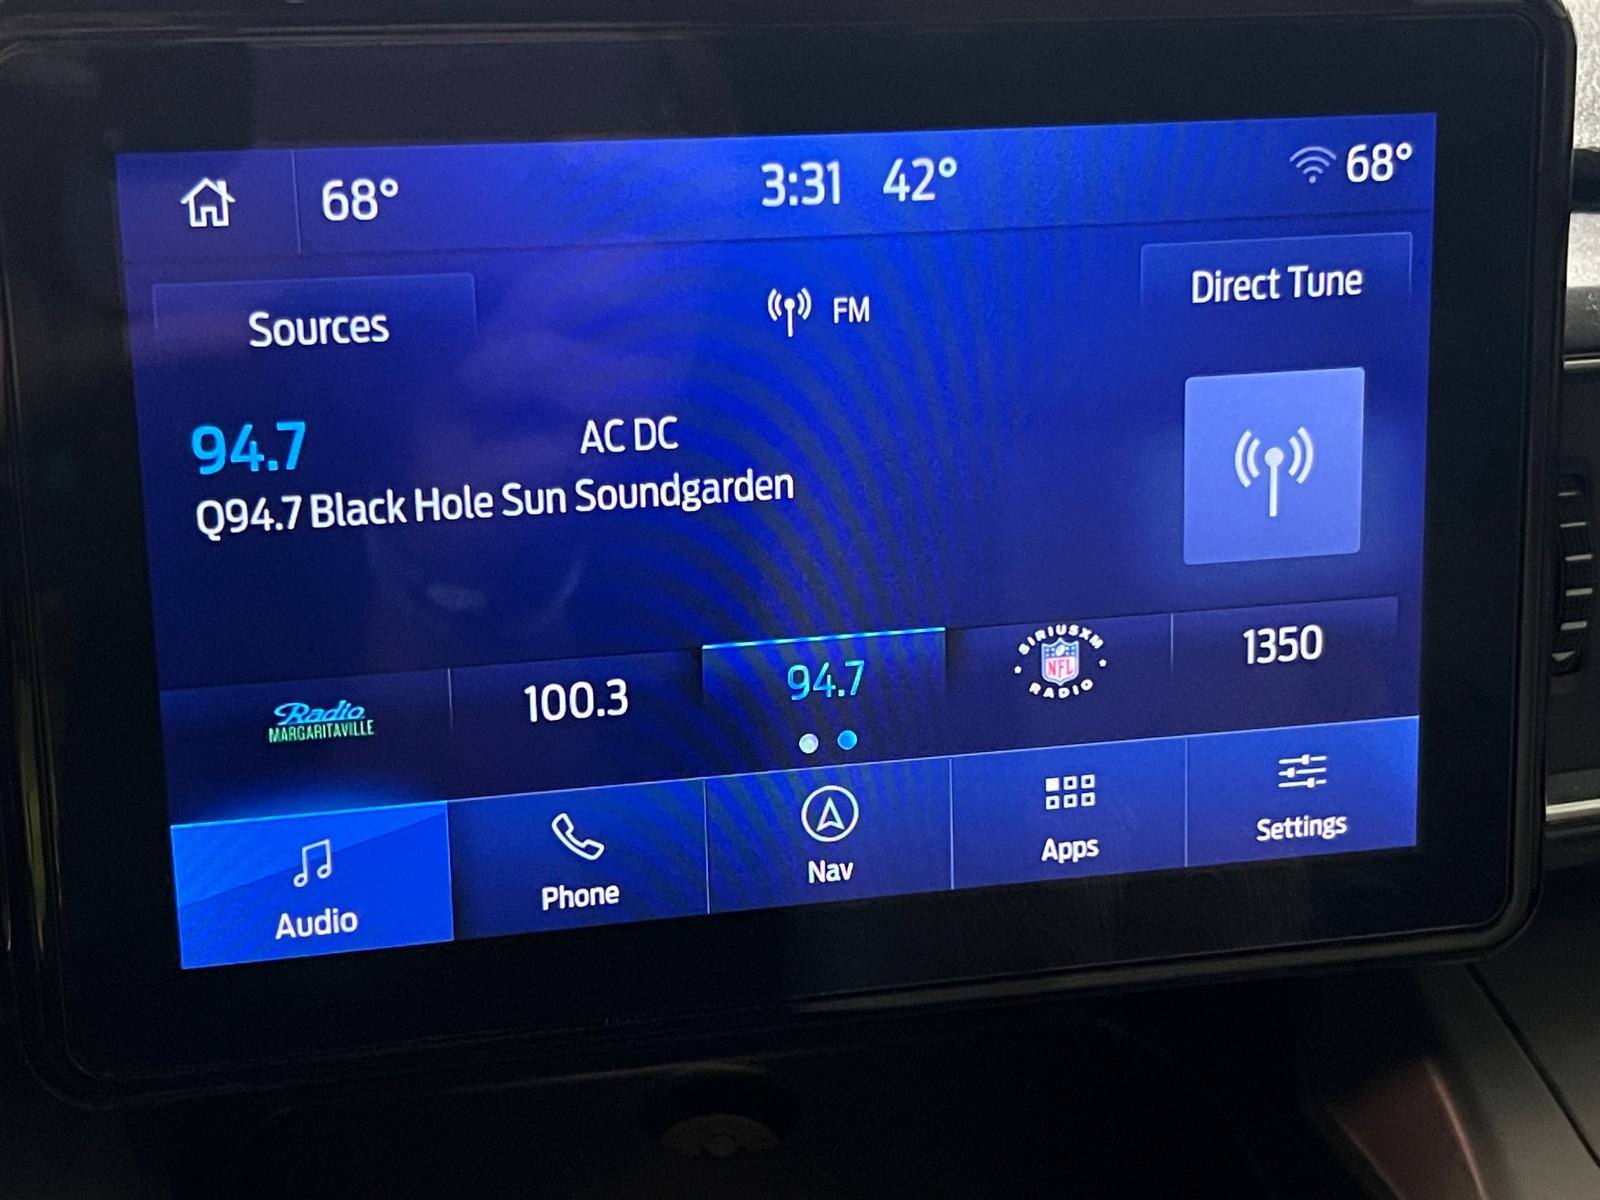 68° 3:31 42° 68°
Sources FM Direct Tune
94.7 AC DC
Q94.7 Black Hole Sun Soundgarden
Radio MARGARITAVILLE 100.3 94.7 SIRIUSXM NFL RADIO 1350
Audio Phone Nav Apps Settings